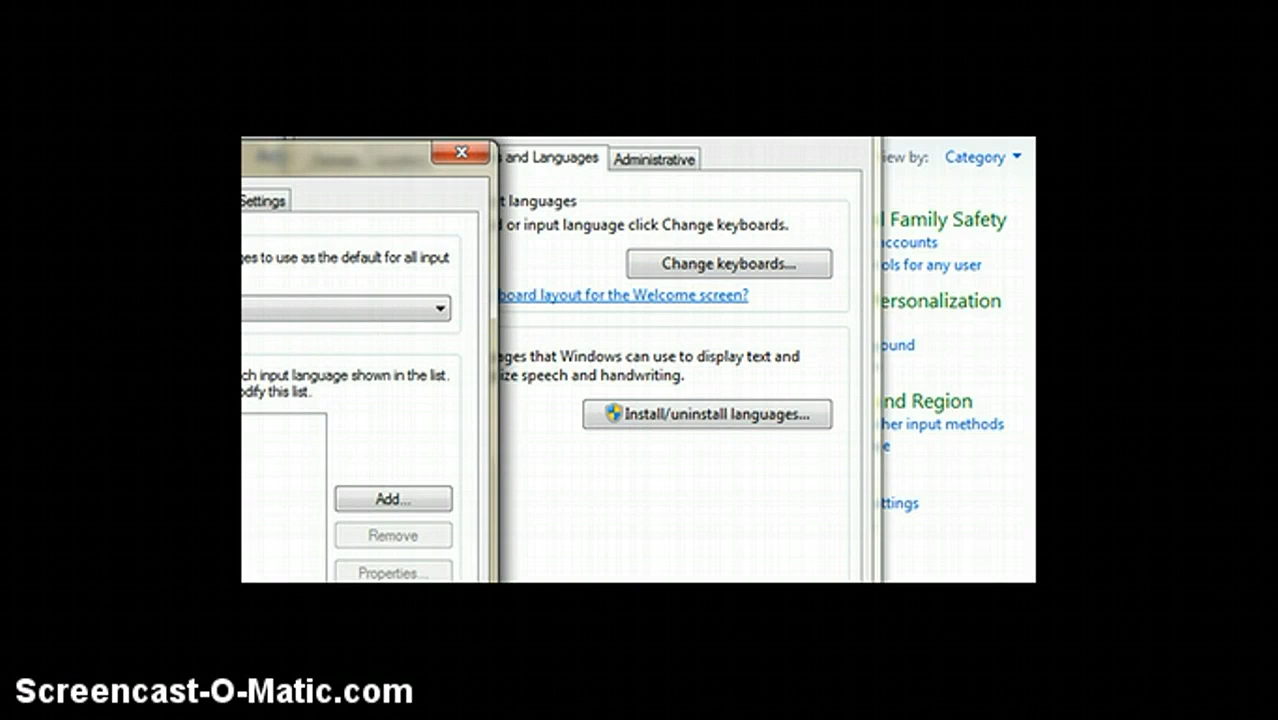 s and Languages
Administrative
iew by: Category
Settings
t languages
or input language click Change keyboards.
l Family Safety
accounts
ges to use as the default for all input
Change keyboards...
ols for any user
board layout for the Welcome screen?
ersonalization
ound
ages that Windows can use to display text and
ize speech and handwriting.
ch input language shown in the list.
odify this list.
nd Region
Install/uninstall languages...
her input methods
e
Add...
ttings
Remove
Properties...
Screencast-O-Matic.com